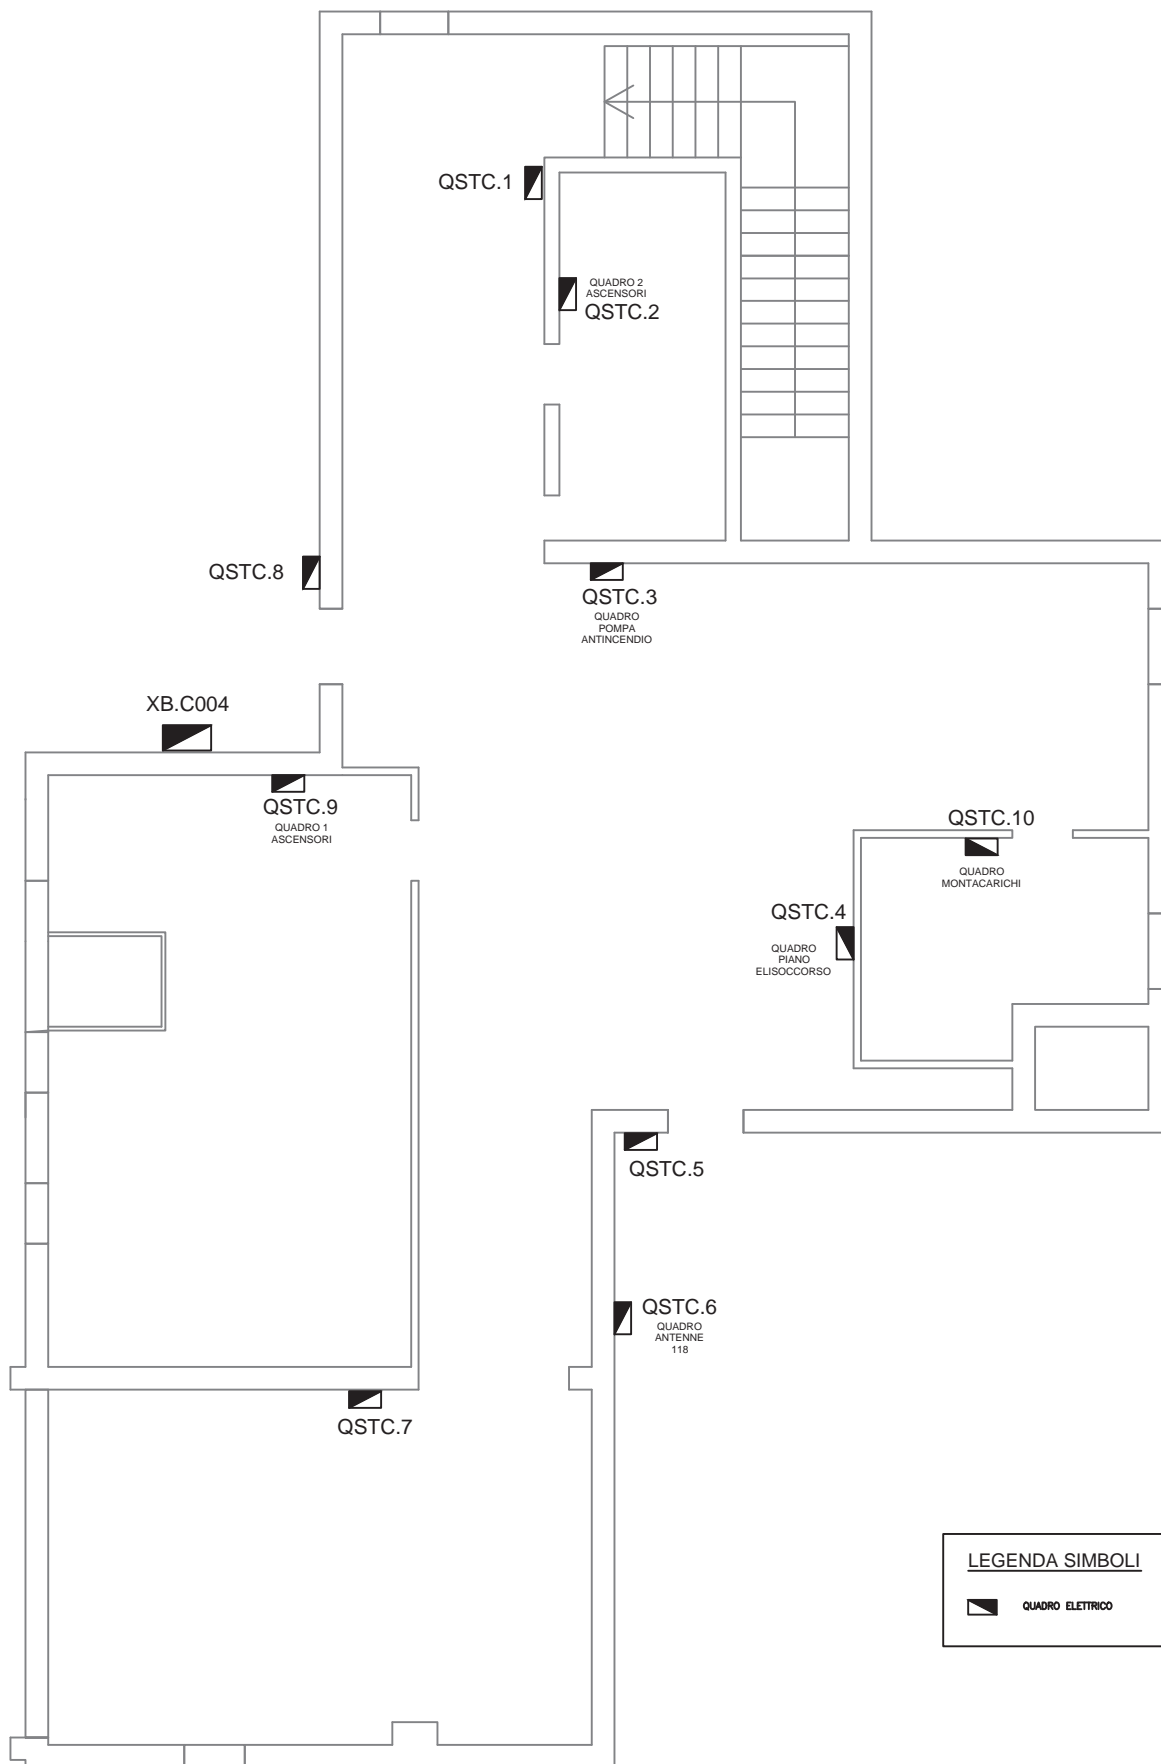 QSTC.1
QUADRO 2
ASCENSORI
QSTC.2
QSTC.8
QSTC.3
QUADRO
POMPA
ANTINCENDIO
XB.C004
QSTC.9
QUADRO 1
ASCENSORI
QSTC.10
QUADRO
MONTACARICHI
QSTC.4
QUADRO
PIANO
ELISOCCORSO
QSTC.5
QSTC.6
QUADRO
ANTENNE
118
QSTC.7
LEGENDA SIMBOLI
QUADRO ELETTRICO